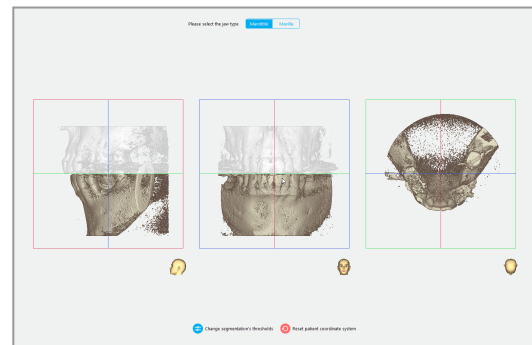 Please select the jaw type Mandible Maxilla
Change segmentation's thresholds Reset patient coordinate system